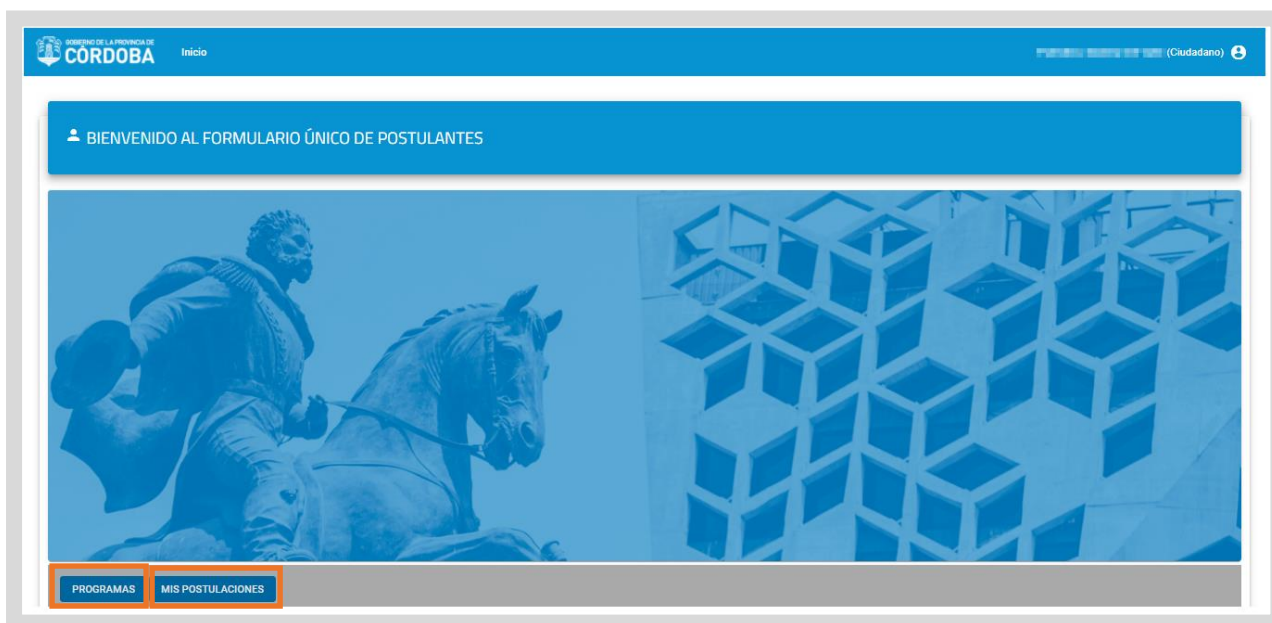 GOBIERNO DE LA PROVINCIA DE
CÓRDOBA
Inicio
(Ciudadano)
BIENVENIDO AL FORMULARIO ÚNICO DE POSTULANTES
PROGRAMAS
MIS POSTULACIONES